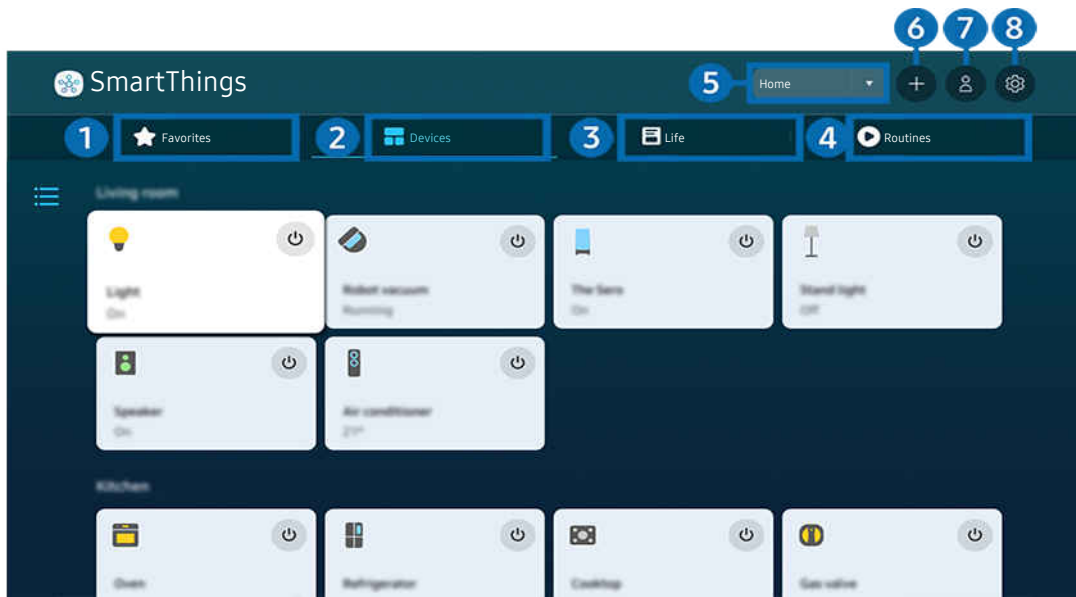 6 7 8
SmartThings
5 Home
1 Favorites 2 Devices 3 Life 4 Routines
Living room
Light Robot vacuum The Sero Stand light
On Running On Off
Speaker Air conditioner
On
Kitchen
Oven Refrigerator Cooktop Gas valve